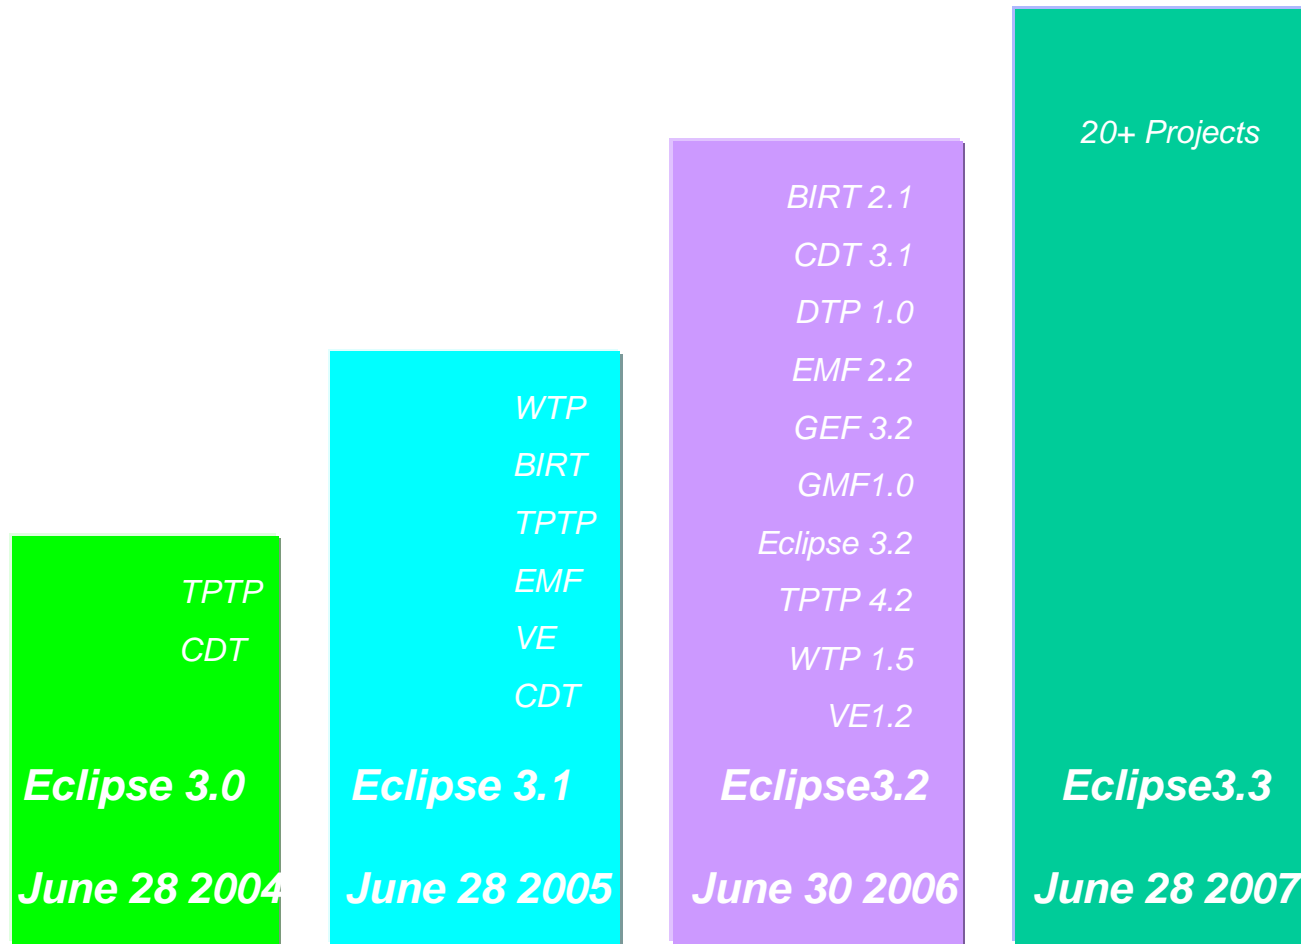 TPTP
CDT
Eclipse 3.0
June 28 2004
WTP
BIRT
TPTP
EMF
VE
CDT
Eclipse 3.1
June 28 2005
BIRT 2.1
CDT 3.1
DTP 1.0
EMF 2.2
GEF 3.2
GMF1.0
Eclipse 3.2
TPTP 4.2
WTP 1.5
VE1.2
Eclipse3.2
June 30 2006
20+ Projects
Eclipse3.3
June 28 2007